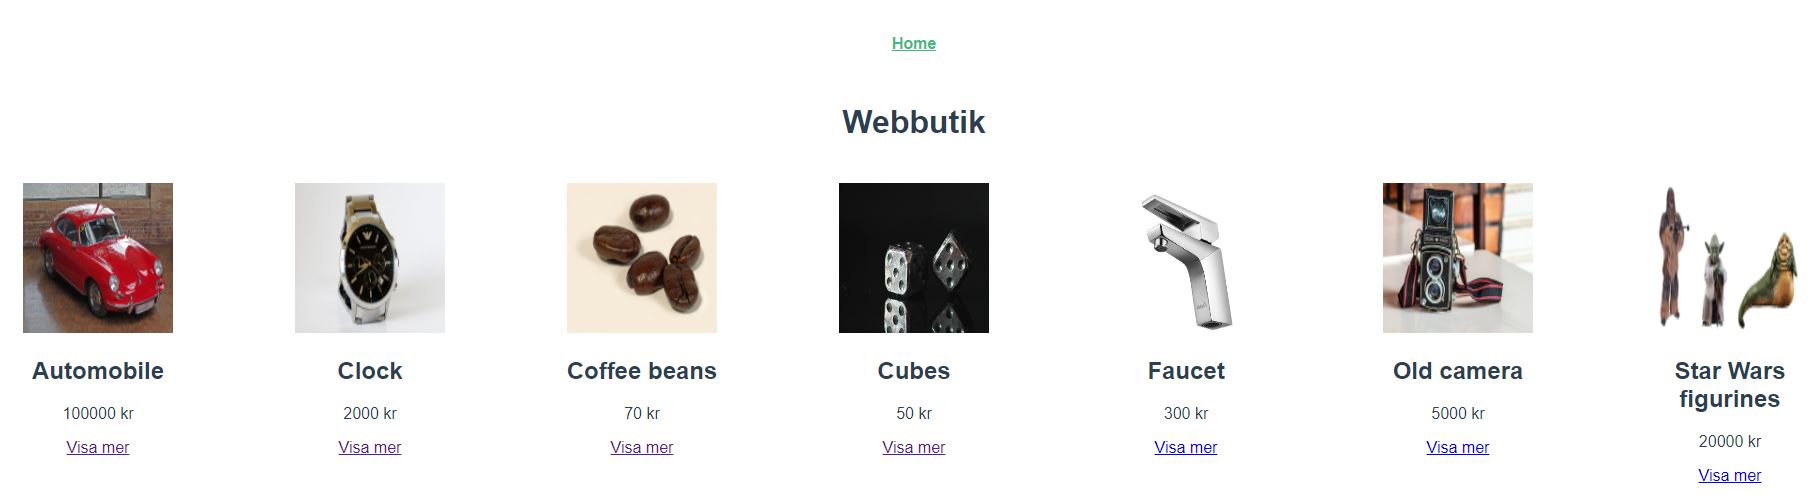 Home
Webbutik
Automobile
100000 kr
Visa mer
Clock
2000 kr
Visa mer
Coffee beans
70 kr
Visa mer
Cubes
50 kr
Visa mer
Faucet
300 kr
Visa mer
Old camera
5000 kr
Visa mer
Star Wars
figurines
20000 kr
Visa mer